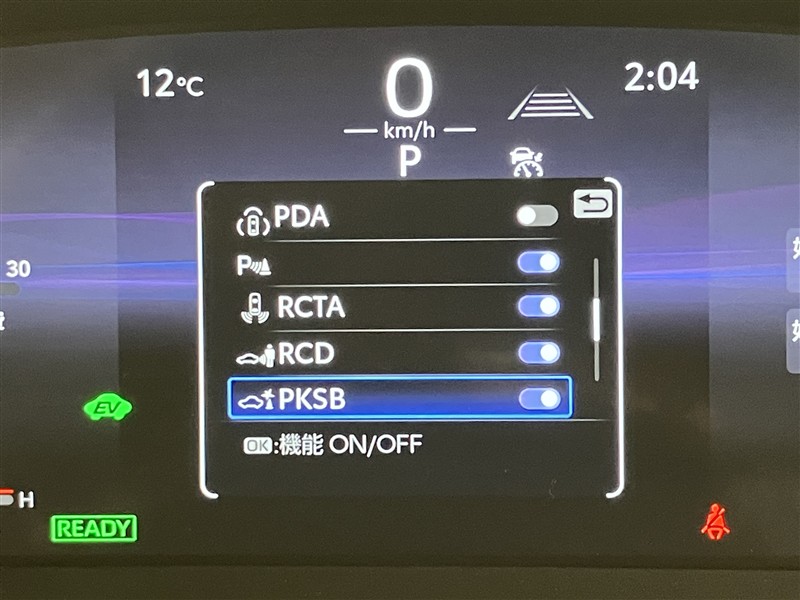 12℃
0
2:04
km/h
P
PDA
P
30
RCTA
RCD
PKSB
EV
OK:機能 ON/OFF
H
READY